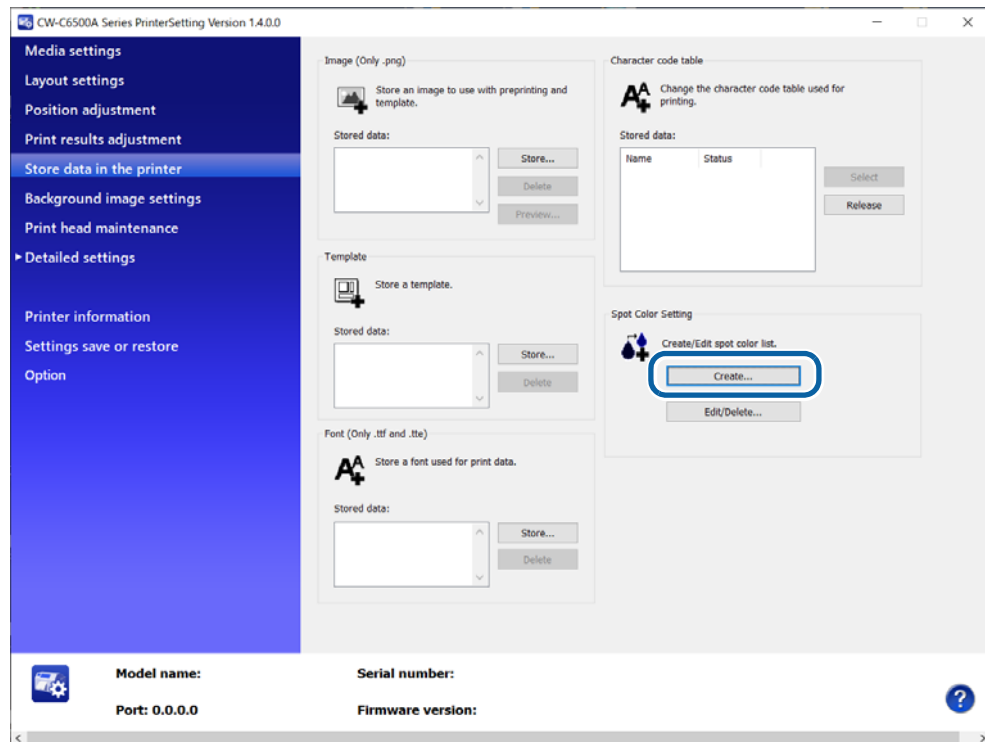 CW-C6500A Series PrinterSetting Version 1.4.0.0
Media settings
Layout settings
Position adjustment
Print results adjustment
Store data in the printer
Background image settings
Print head maintenance
Detailed settings
Printer information
Settings save or restore
Option
Image (Only .png)
Store an image to use with preprinting and
template.
Stored data:
Store...
Delete
Preview...
Template
Store a template.
Stored data:
Store...
Delete
Font (Only .ttf and .tte)
Store a font used for print data.
Stored data:
Store...
Delete
Character code table
Change the character code table used for
printing.
Stored data:
Name Status
Select
Release
Spot Color Setting
Create/Edit spot color list.
Create...
Edit/Delete...
Model name: Serial number:
Port: 0.0.0.0 Firmware version: